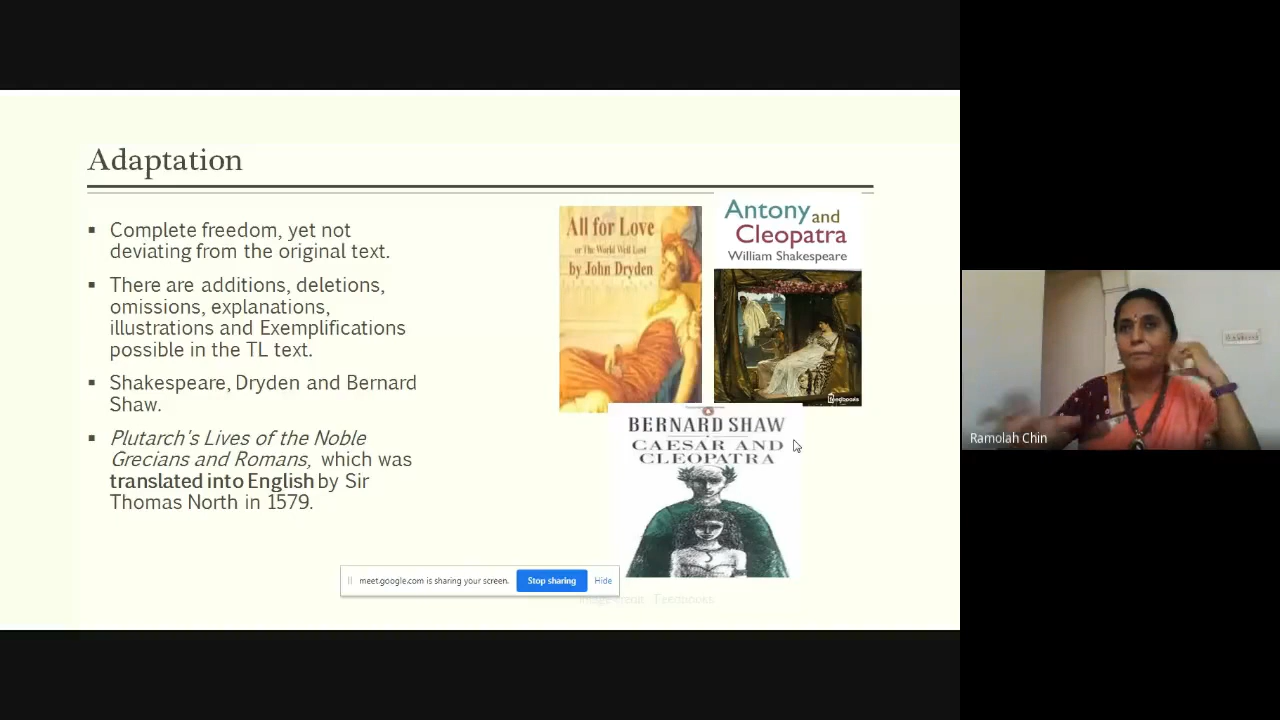 Adaptation
Complete freedom, yet not
deviating from the original text.
There are additions, deletions,
omissions, explanations,
illustrations and Exemplifications
possible in the TL text.
Shakespeare, Dryden and Bernard
Shaw.
Plutarch's Lives of the Noble
Grecians and Romans, which was
translated into English by Sir
Thomas North in 1579.
All for Love
or The World Well Lost
by John Dryden
Antony and
Cleopatra
William Shakespeare
feedbooks
BERNARD SHAW
CAESAR AND
CLEOPATRA
meet.google.com is sharing your screen.
Stop sharing
Hide
Ramolah Chin